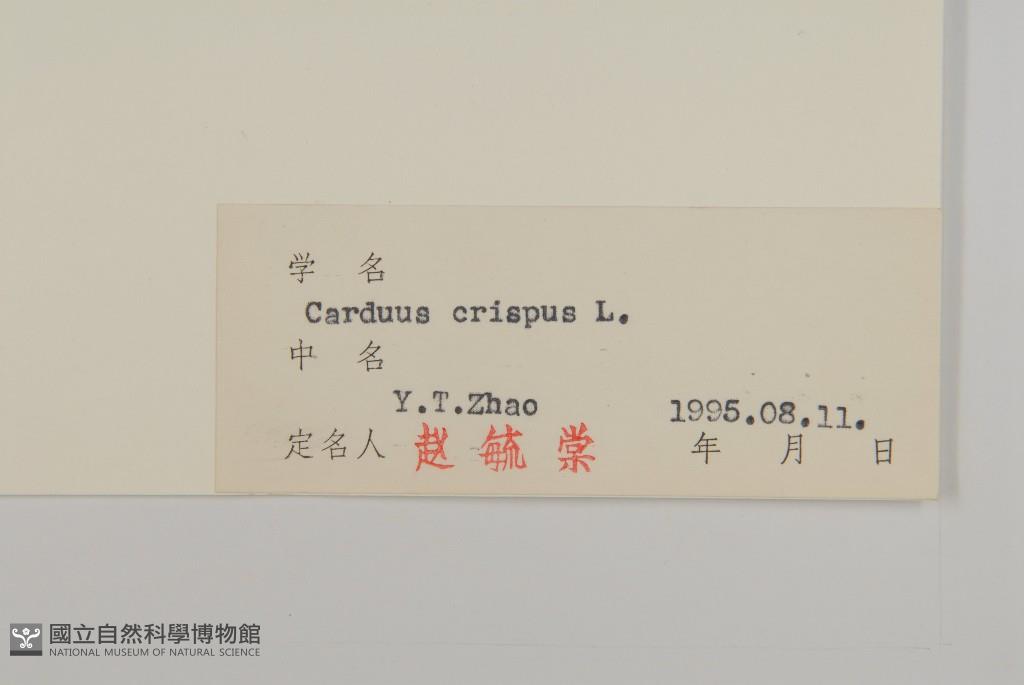 学 名
Carduus crispus L.
中 名
Y.T.Zhao 1995.08.11.
定名人 赵毓棠 年 月 日
國立自然科學博物館
NATIONAL MUSEUM OF NATURAL SCIENCE